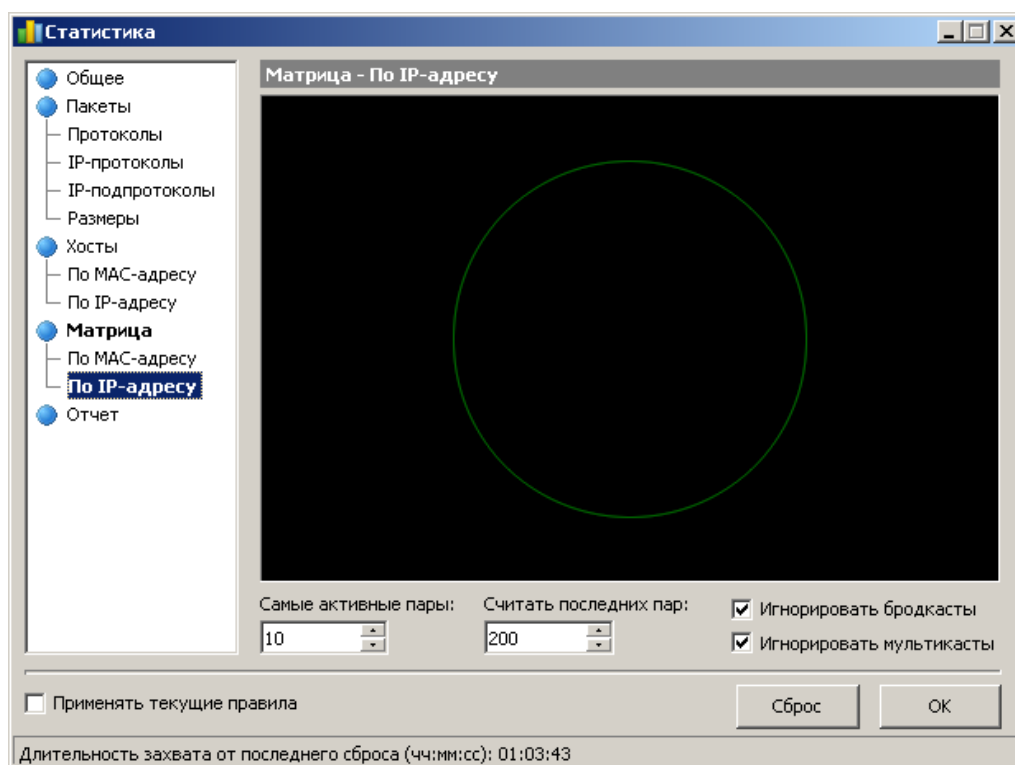 Статистика
Общее
Пакеты
Протоколы
IP-протоколы
IP-подпротоколы
Размеры
Хосты
По MAC-адресу
По IP-адресу
Матрица
По MAC-адресу
По IP-адресу
Отчет
Матрица - По IP-адресу
Самые активные пары:
10
Считать последних пар:
200
Игнорировать бродкасты
Игнорировать мультикасты
Применять текущие правила
Сброс
OK
Длительность захвата от последнего сброса (чч:мм:сс): 01:03:43